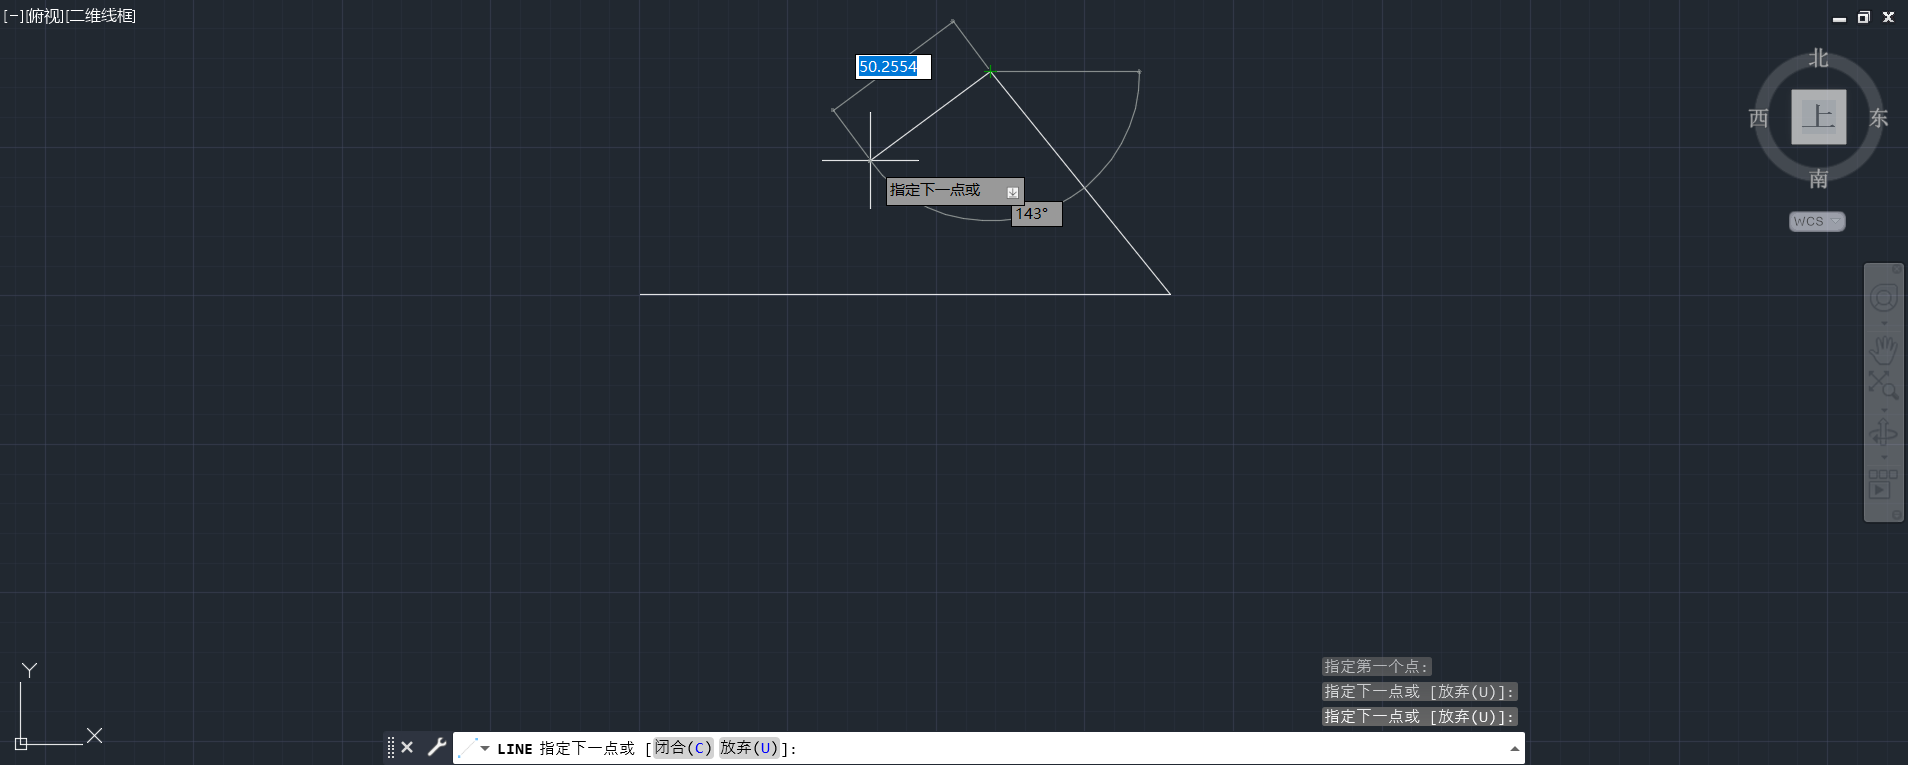 [−][俯视][二维线框]
50.2554
指定下一点或
143°
北
西
上
东
南
WCS
Y
X
指定第一个点:
指定下一点或 [放弃(U)]:
指定下一点或 [放弃(U)]:
LINE 指定下一点或 [闭合(C) 放弃(U)]: